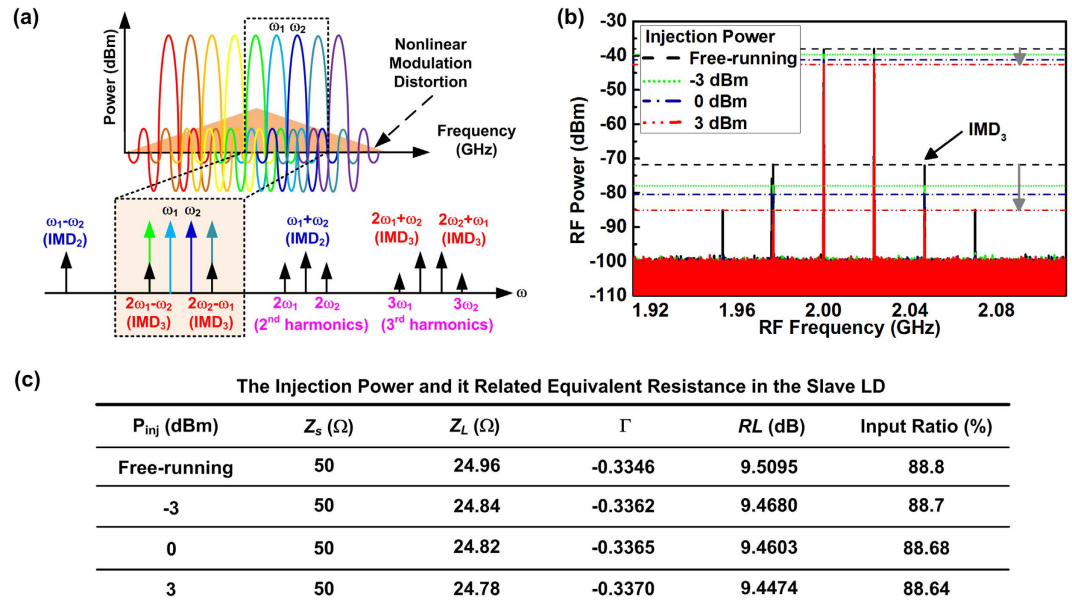 (a)
ω1 ω2
Power (dBm)
Nonlinear
Modulation
Distortion
Frequency
(GHz)
ω1-ω2
(IMD2)
ω1 ω2
2ω1-ω2 2ω2-ω1
(IMD3) (IMD3)
ω1+ω2
(IMD2)
2ω1+ω2 2ω2+ω1
(IMD3) (IMD3)
ω
2ω1 2ω2
(2nd harmonics)
3ω1 3ω2
(3rd harmonics)
(b)
RF Power (dBm)
-30
-40
-50
-60
-70
-80
-90
-100
-110
Injection Power
Free-running
-3 dBm
0 dBm
3 dBm
IMD3
1.92 1.96 2.00 2.04 2.08
RF Frequency (GHz)
(c)
The Injection Power and it Related Equivalent Resistance in the Slave LD
Pinj (dBm) Zs (Ω) ZL (Ω) Γ RL (dB) Input Ratio (%)
Free-running 50 24.96 -0.3346 9.5095 88.8
-3 50 24.84 -0.3362 9.4680 88.7
0 50 24.82 -0.3365 9.4603 88.68
3 50 24.78 -0.3370 9.4474 88.64